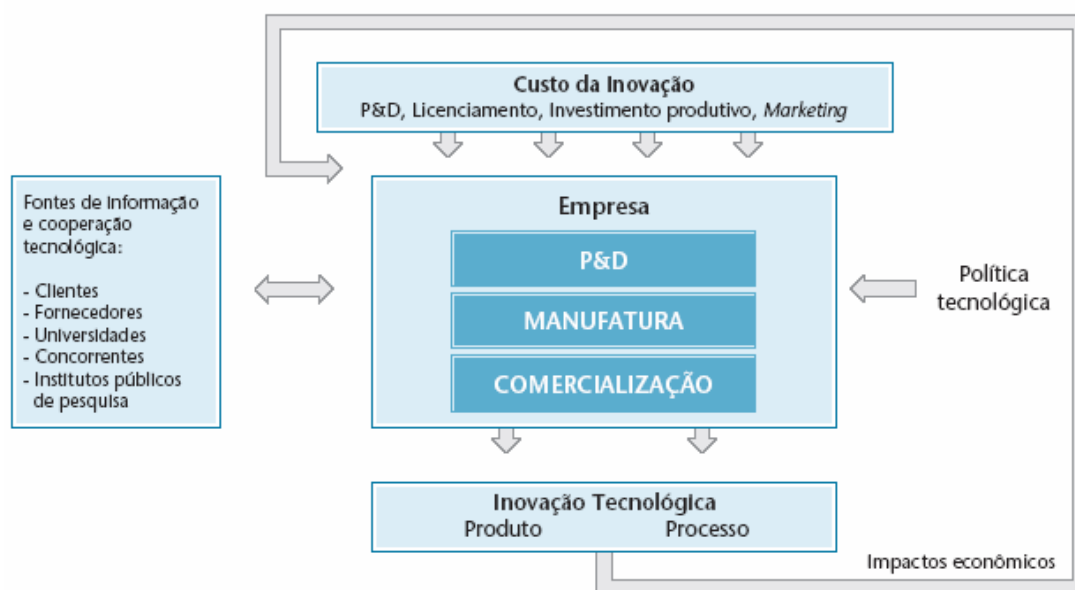 Custo da Inovação
P&D, Licenciamento, Investimento produtivo, Marketing
Fontes de informação
e cooperação
tecnológica:
- Clientes
- Fornecedores
- Universidades
- Concorrentes
- Institutos públicos
de pesquisa
Empresa
P&D
MANUFATURA
COMERCIALIZAÇÃO
Política
tecnológica
Inovação Tecnológica
Produto Processo
Impactos econômicos